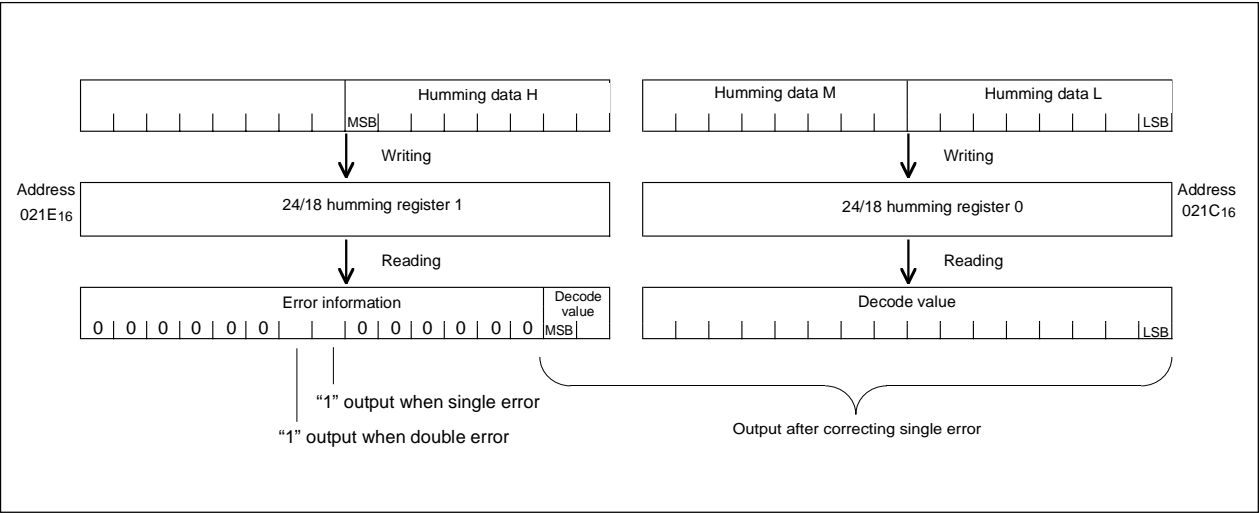 Humming data H
MSB
Humming data M
Humming data L
LSB
Writing
Writing
Address
021E16
24/18 humming register 1
24/18 humming register 0
Address
021C16
Reading
Reading
Error information
Decode
value
0 0 0 0 0 0 0 0 0 0 0 0 MSB
Decode value
LSB
“1” output when single error
“1” output when double error
Output after correcting single error